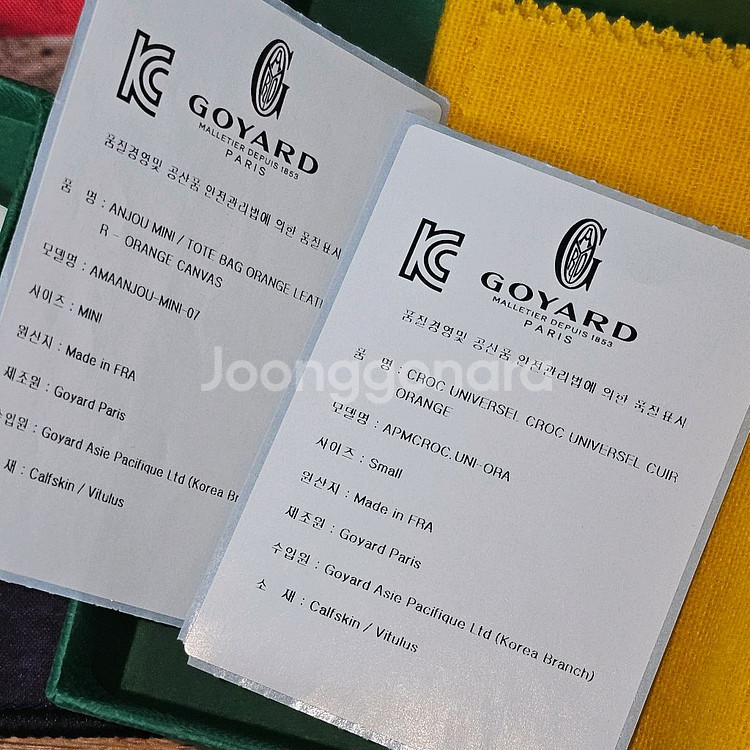 GOYARD
MALLETIER DEPUIS 1853
PARIS
품질경영및 공산품 안전관리법에 의한 품질표시
품 명 : ANJOU MINI / TOTE BAG ORANGE LEATI
R - ORANGE CANVAS
모델명 : AMAANJOU-MINI-07
사이즈 : MINI
원산지 : Made in FRA
제조원 : Goyard Paris
수입원 : Goyard Asie Pacifique Ltd (Korea Br
재 : Calfskin / Vitulus
GOYARD
MALLETIER DEPUIS 1853
PARIS
품질경영및 공산품 안전관리법에 의한 품질표시
품 명 : CROC UNIVERSEL CROC UNIVERSEL CUIR
ORANGE
모델명 : APMCROC.UNI-ORA
사이즈 : Small
원산지 : Made in FRA
제조원 : Goyard Paris
수입원 : Goyard Asie Pacifique Ltd (Korea Branch)
소 재 : Calfskin / Vitulus
Joonggonara